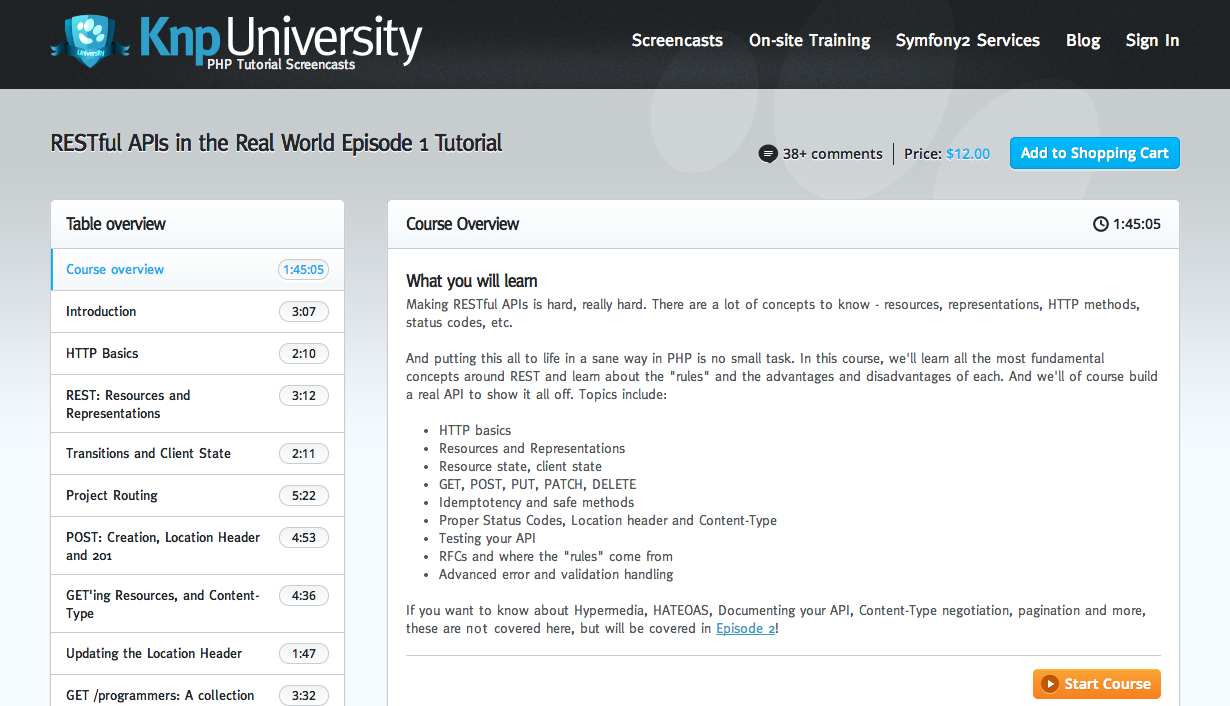 University
KnpUniversity
PHP Tutorial Screencasts
Screencasts
On-site Training
Symfony2 Services
Blog
Sign In
RESTful APIs in the Real World Episode 1 Tutorial
38+ comments
Price: $12.00
Add to Shopping Cart
Table overview
Course overview 1:45:05
Introduction 3:07
HTTP Basics 2:10
REST: Resources and 3:12
Representations
Transitions and Client State 2:11
Project Routing 5:22
POST: Creation, Location Header 4:53
and 201
GET'ing Resources, and Content- 4:36
Type
Updating the Location Header 1:47
GET /programmers: A collection 3:32
Course Overview 1:45:05
What you will learn
Making RESTful APIs is hard, really hard. There are a lot of concepts to know - resources, representations, HTTP methods,
status codes, etc.
And putting this all to life in a sane way in PHP is no small task. In this course, we'll learn all the most fundamental
concepts around REST and learn about the "rules" and the advantages and disadvantages of each. And we'll of course build
a real API to show it all off. Topics include:
• HTTP basics
• Resources and Representations
• Resource state, client state
• GET, POST, PUT, PATCH, DELETE
• Idemptotency and safe methods
• Proper Status Codes, Location header and Content-Type
• Testing your API
• RFCs and where the "rules" come from
• Advanced error and validation handling
If you want to know about Hypermedia, HATEOAS, Documenting your API, Content-Type negotiation, pagination and more,
these are not covered here, but will be covered in Episode 2!
Start Course